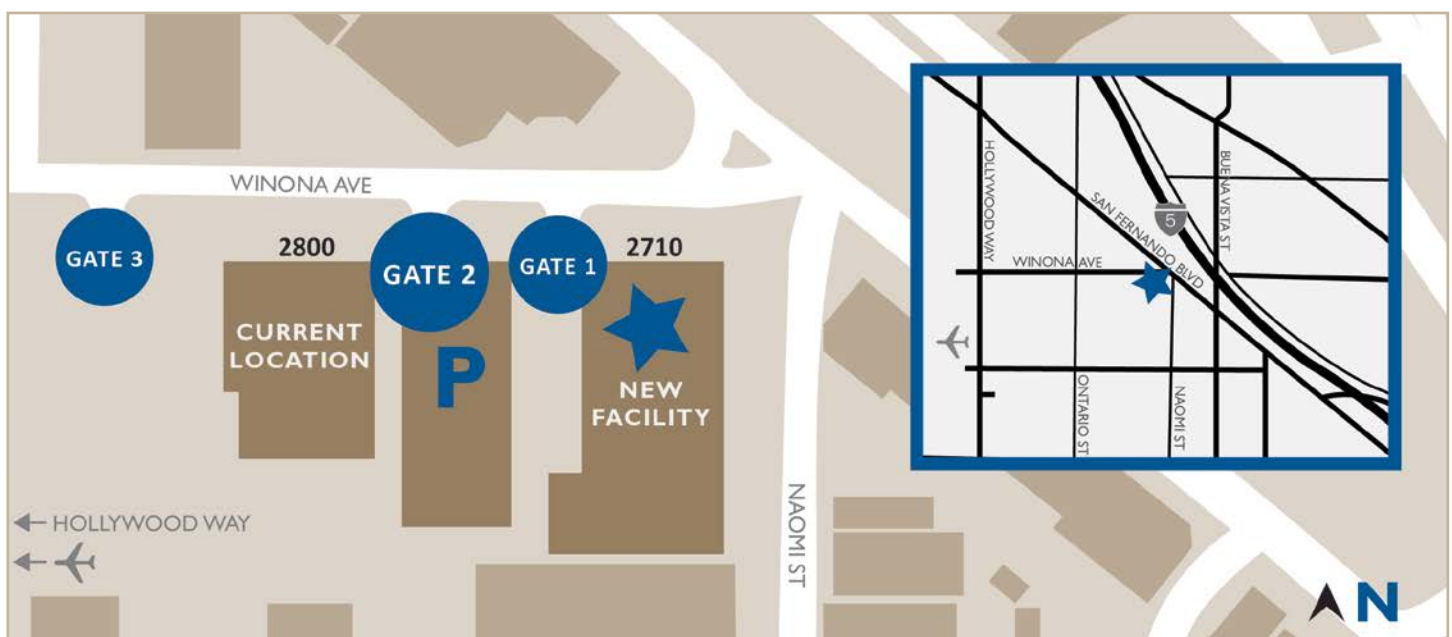 WINONA AVE
GATE 3
2800
GATE 2
GATE 1
2710
CURRENT
LOCATION
P
NEW
FACILITY
NAOMI ST
HOLLYWOOD WAY
HOLLYWOOD WAY
BUENA VISTA ST
5
SAN FERNANDO BLVD
WINONA AVE
ONTARIO ST
NAOMI ST
N